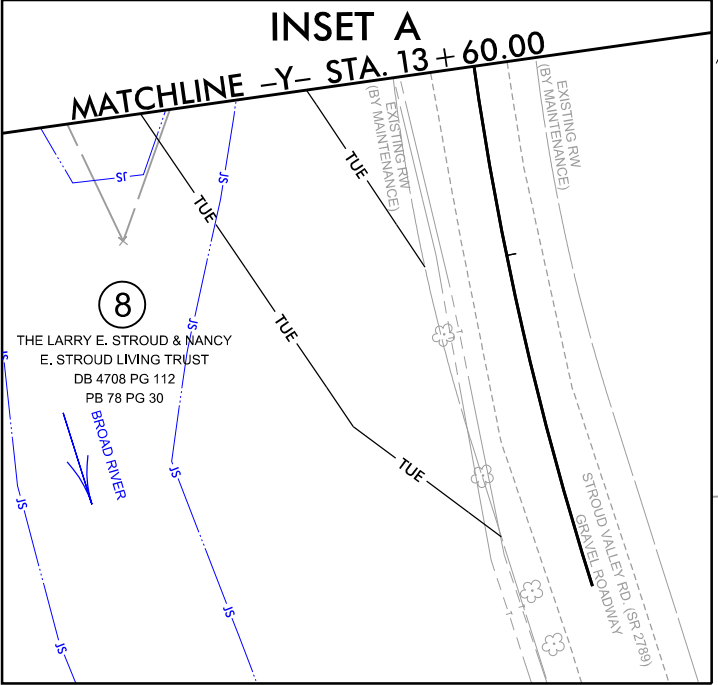 INSET A
MATCHLINE -Y- STA. 13+60.00
EXISTING RW
(BY MAINTENANCE)
EXISTING RW
(BY MAINTENANCE)
TUE
TUE
TUE
TUE
JS
JS
JS
JS
JS
JS
JS
JS
8
THE LARRY E. STROUD & NANCY
E. STROUD LIVING TRUST
DB 4708 PG 112
PB 78 PG 30
BROAD RIVER
STROUD VALLEY RD. (SR 2789)
GRAVEL ROADWAY